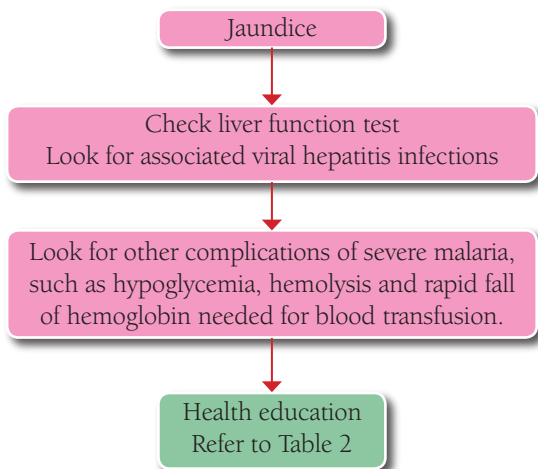 Jaundice
Check liver function test
Look for associated viral hepatitis infections
Look for other complications of severe malaria,
such as hypoglycemia, hemolysis and rapid fall
of hemoglobin needed for blood transfusion.
Health education
Refer to Table 2